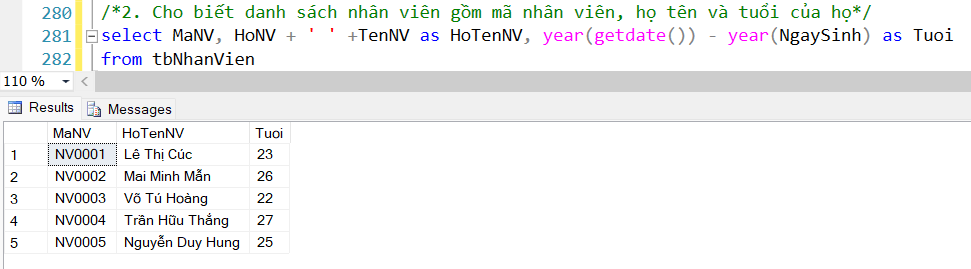 280 /*2. Cho biết danh sách nhân viên gồm mã nhân viên, họ tên và tuổi của họ*/
281 select MaNV, HoNV + ' ' +TenNV as HoTenNV, year(getdate()) - year(NgaySinh) as Tuoi
282 from tbNhanVien
110 %
Results Messages
MaNV HoTenNV Tuoi
1 NV0001 Lê Thị Cúc 23
2 NV0002 Mai Minh Mẫn 26
3 NV0003 Võ Tú Hoàng 22
4 NV0004 Trần Hữu Thắng 27
5 NV0005 Nguyễn Duy Hung 25